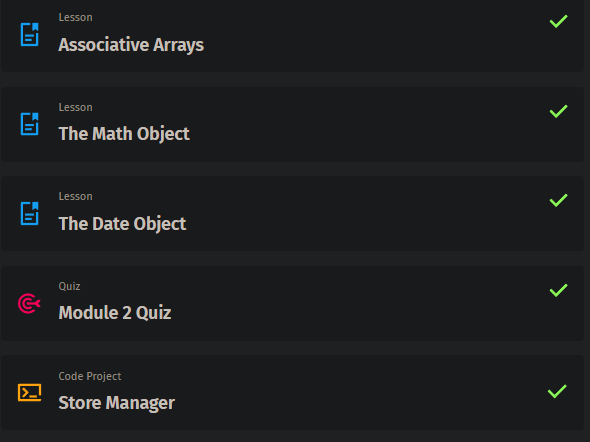 Lesson
Associative Arrays
Lesson
The Math Object
Lesson
The Date Object
Quiz
Module 2 Quiz
Code Project
Store Manager